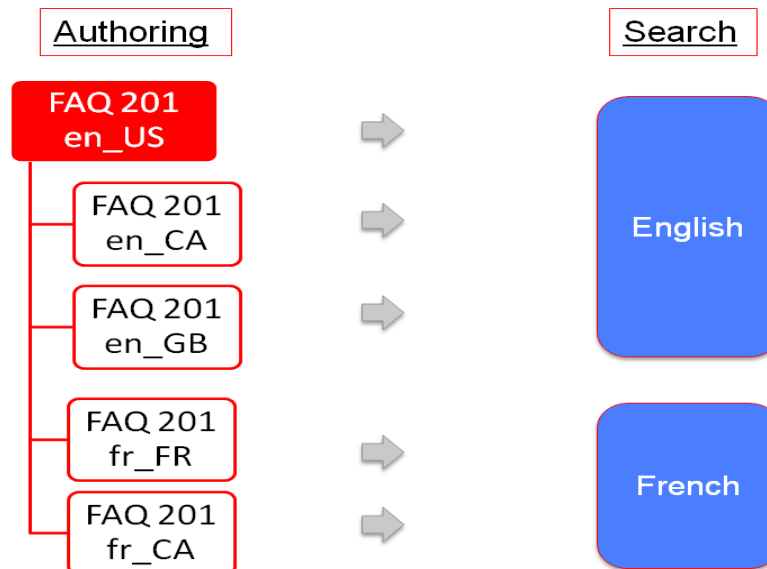 Authoring
Search
FAQ 201
en_US
FAQ 201
en_CA
English
FAQ 201
en_GB
FAQ 201
fr_FR
French
FAQ 201
fr_CA